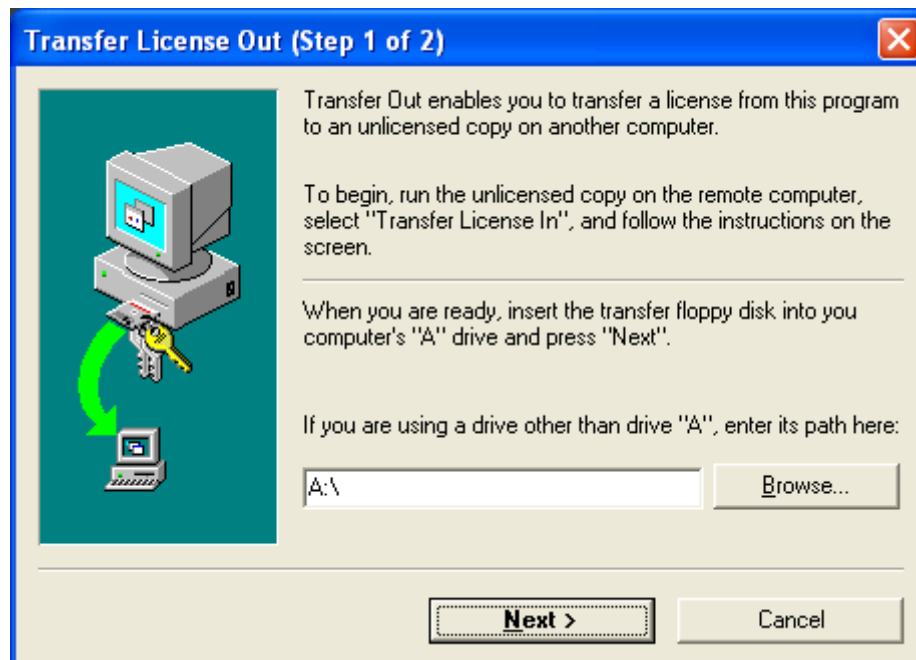 Transfer License Out (Step 1 of 2)
Transfer Out enables you to transfer a license from this program
to an unlicensed copy on another computer.
To begin, run the unlicensed copy on the remote computer,
select "Transfer License In", and follow the instructions on the
screen.
When you are ready, insert the transfer floppy disk into you
computer's "A" drive and press "Next".
If you are using a drive other than drive "A", enter its path here:
A:\
Browse...
Next >
Cancel